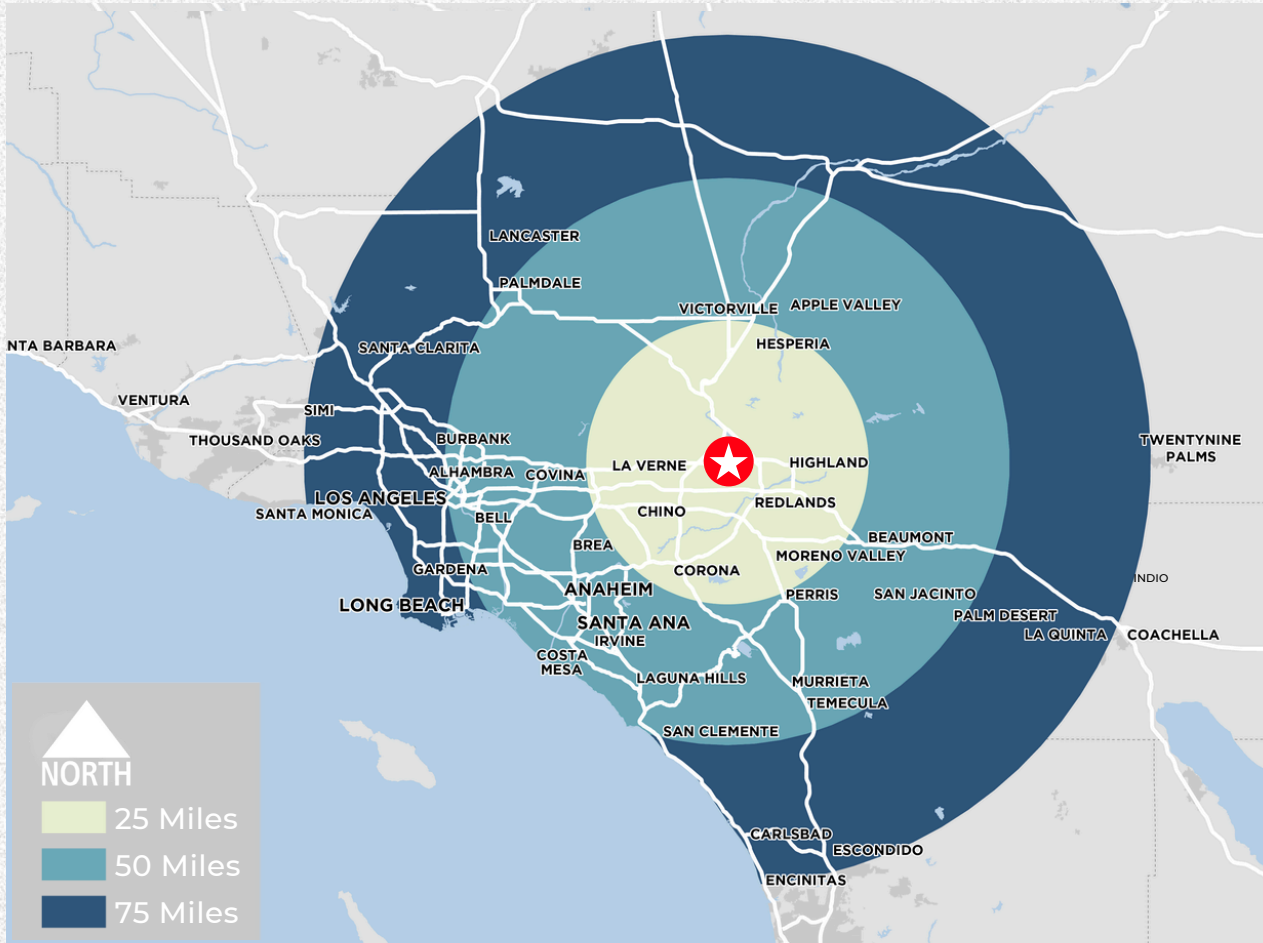 LANCASTER
PALMDALE
VICTORVILLE
APPLE VALLEY
HESPERIA
NTA BARBARA
SANTA CLARITA
VENTURA
SIMI
THOUSAND OAKS
BURBANK
TWENTYNINE
PALMS
ALHAMBRA
COVINA
LA VERNE
HIGHLAND
LOS ANGELES
SANTA MONICA
BELL
CHINO
REDLANDS
BREA
BEAUMONT
MORENO VALLEY
GARDENA
CORONA
INDIO
ANAHEIM
PERRIS
SAN JACINTO
LONG BEACH
PALM DESERT
SANTA ANA
LA QUINTA
COACHELLA
IRVINE
COSTA
MESA
LAGUNA HILLS
MURRIETA
TEMECULA
SAN CLEMENTE
CARLSBAD
ESCONDIDO
ENCINITAS
NORTH
25 Miles
50 Miles
75 Miles